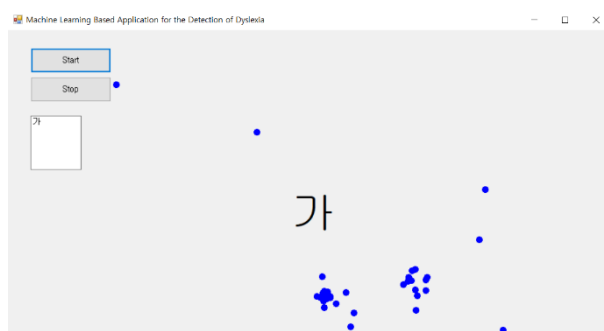 Machine Learning Based Application for the Detection of Dyslexia
Start
Stop
가
가